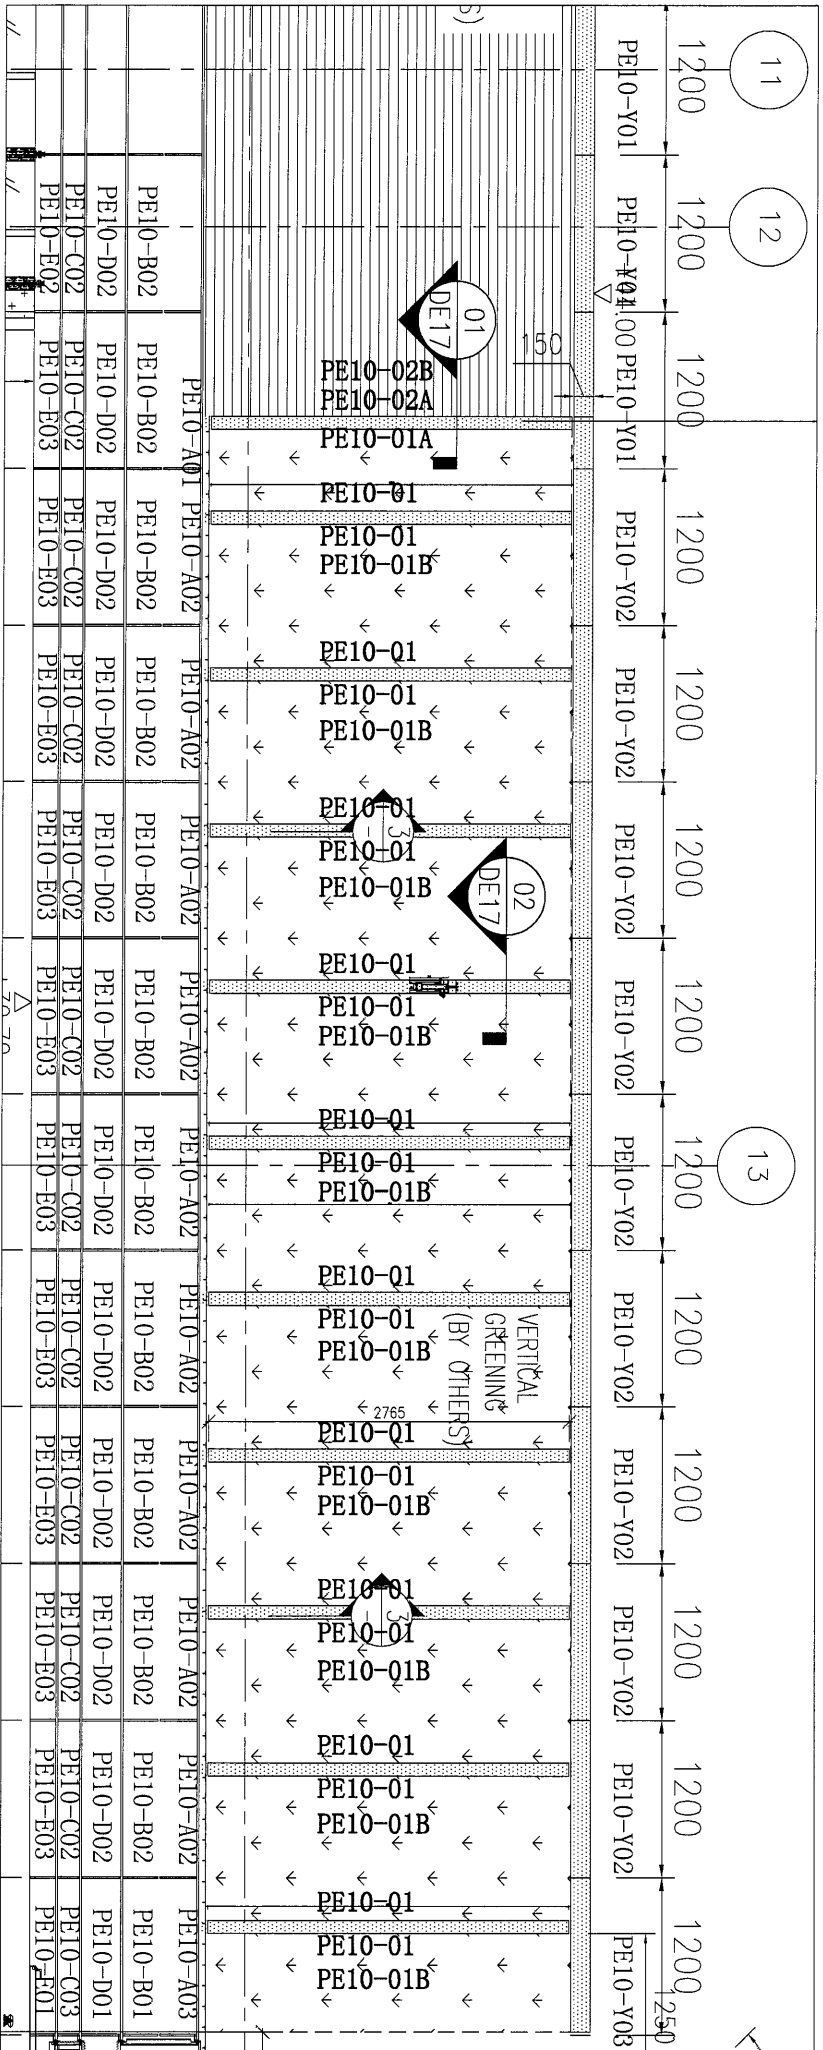 11
12
13
1200
1200
1200
1200
1200
1200
1200
1200
1200
1200
1200
1200
1200
1250
PE10-Y01
PE10-Y01
PE10-Y01
PE10-Y02
PE10-Y02
PE10-Y02
PE10-Y02
PE10-Y02
PE10-Y02
PE10-Y02
PE10-Y02
PE10-Y02
PE10-Y03
150
S)
01
DE17
02
DE17
PE10-02B
PE10-02A
PE10-01A
PE10-01
PE10-01
PE10-01B
PE10-01
PE10-01
PE10-01B
PE10-01
PE10-01
PE10-01B
3
-
PE10-01
PE10-01
PE10-01B
PE10-01
PE10-01
PE10-01B
PE10-01
PE10-01
PE10-01B
VERTICAL
GREENING
(BY OTHERS)
2765
PE10-01
PE10-01
PE10-01B
PE10-01
PE10-01
PE10-01B
3
-
PE10-01
PE10-01
PE10-01B
PE10-01
PE10-01
PE10-01B
PE10-A01
PE10-A02
PE10-A02
PE10-A02
PE10-A02
PE10-A02
PE10-A02
PE10-A02
PE10-A02
PE10-A02
PE10-A03
PE10-B02
PE10-B02
PE10-B02
PE10-B02
PE10-B02
PE10-B02
PE10-B02
PE10-B02
PE10-B02
PE10-B02
PE10-B02
PE10-B01
PE10-D02
PE10-D02
PE10-D02
PE10-D02
PE10-D02
PE10-D02
PE10-D02
PE10-D02
PE10-D02
PE10-D02
PE10-D02
PE10-D01
PE10-C02
PE10-C02
PE10-C02
PE10-C02
PE10-C02
PE10-C02
PE10-C02
PE10-C02
PE10-C02
PE10-C02
PE10-C02
PE10-C03
PE10-E02
PE10-E03
PE10-E03
PE10-E03
PE10-E03
PE10-E03
PE10-E03
PE10-E03
PE10-E03
PE10-E03
PE10-E03
PE10-E01